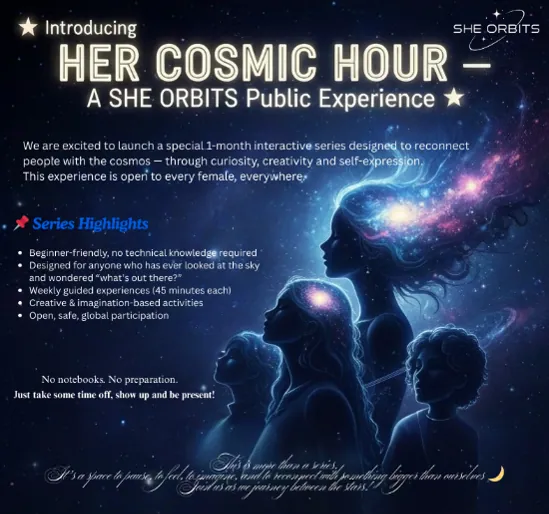 ★ Introducing
SHE ORBITS
HER COSMIC HOUR —
A SHE ORBITS Public Experience ★
We are excited to launch a special 1-month interactive series designed to reconnect
people with the cosmos — through curiosity, creativity and self-expression.
This experience is open to every female, everywhere.
📌 Series Highlights
• Beginner-friendly, no technical knowledge required
• Designed for anyone who has ever looked at the sky
and wondered “what's out there?”
• Weekly guided experiences (45 minutes each)
• Creative & imagination-based activities
• Open, safe, global participation
No notebooks. No preparation.
Just take some time off, show up and be present!
This is more than a series.
It's a space to pause, to feel, to imagine, and to reconnect with something bigger than ourselves 🌙
Join us as we journey between the stars!